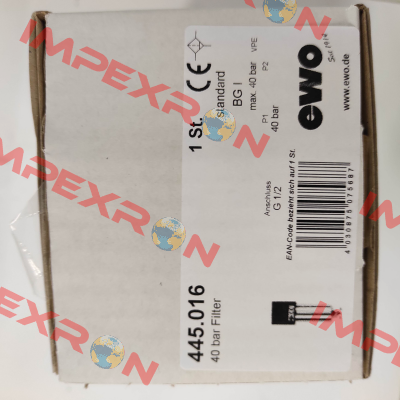 445.016
40 bar Filter
1 St.
standard
BG I
max. 40 bar
VPE
P1
40 bar
P2
Anschluss
G 1/2
EAN-Code bezieht sich auf 1 St.
4030875075687
ewo
Seit 1914
www.ewo.de
IMPEXRON
IMPEXRON
IMPEXRON
IMPEXRON